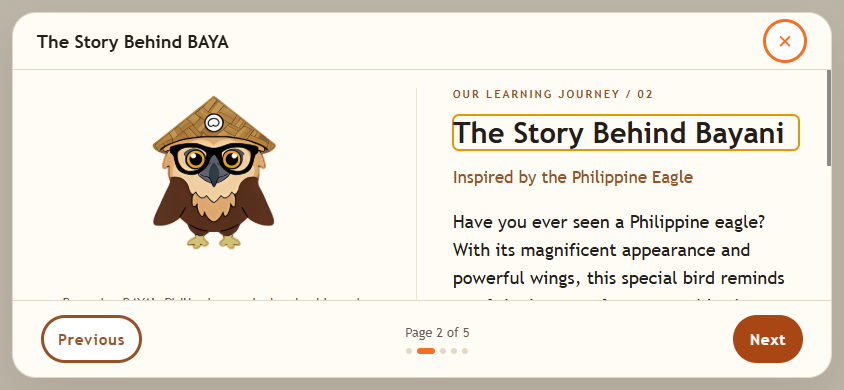 The Story Behind BAYA
OUR LEARNING JOURNEY / 02
The Story Behind Bayani
Inspired by the Philippine Eagle
Have you ever seen a Philippine eagle?
With its magnificent appearance and
powerful wings, this special bird reminds
Previous
Page 2 of 5
Next